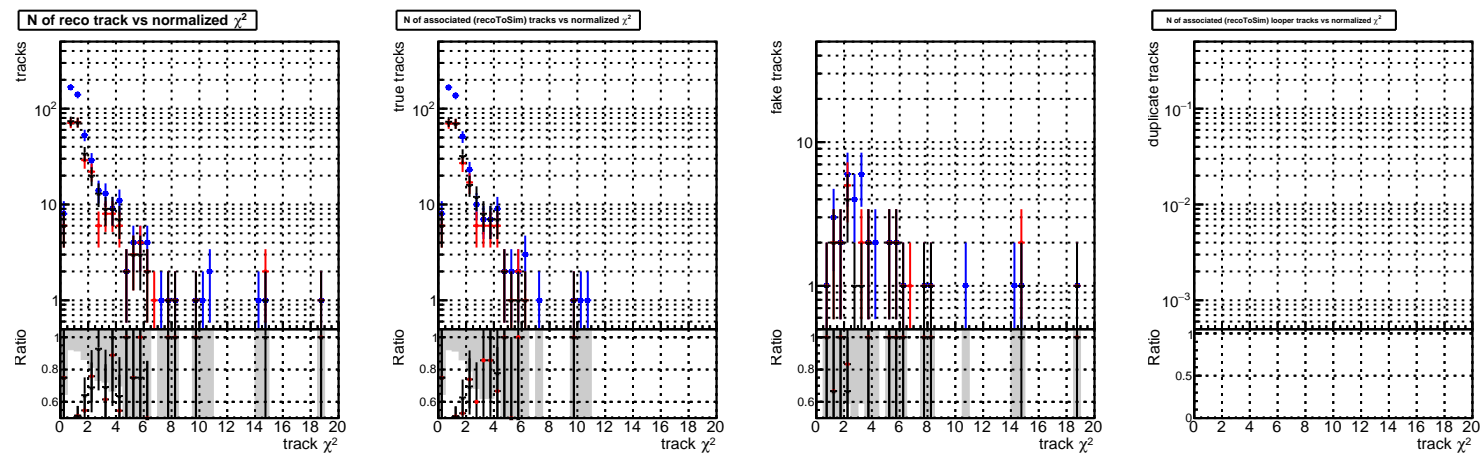 N of reco track vs normalized χ²
tracks
10²
10
1
Ratio
1
0.8
0.6
0 2 4 6 8 10 12 14 16 18 20
track χ²
N of associated (recoToSim) tracks vs normalized χ²
true tracks
10²
10
1
Ratio
1
0.8
0.6
0 2 4 6 8 10 12 14 16 18 20
track χ²
fake tracks
10
1
Ratio
1
0.8
0.6
0 2 4 6 8 10 12 14 16 18 20
track χ²
N of associated (recoToSim) looper tracks vs normalized χ²
duplicate tracks
10⁻¹
10⁻²
10⁻³
Ratio
1
0.5
0
0 2 4 6 8 10 12 14 16 18 20
track χ²